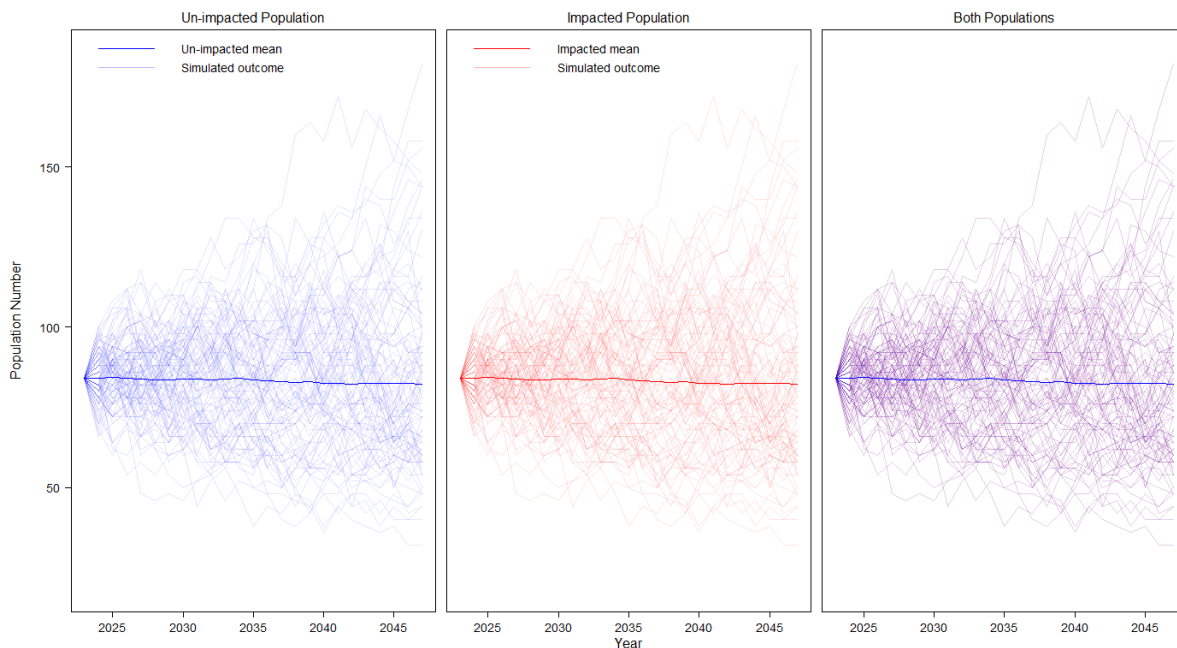 Un-impacted Population
Impacted Population
Both Populations
Un-impacted mean
Simulated outcome
Impacted mean
Simulated outcome
Population Number
150
100
50
2025 2030 2035 2040 2045
2025 2030 2035 2040 2045
2025 2030 2035 2040 2045
Year